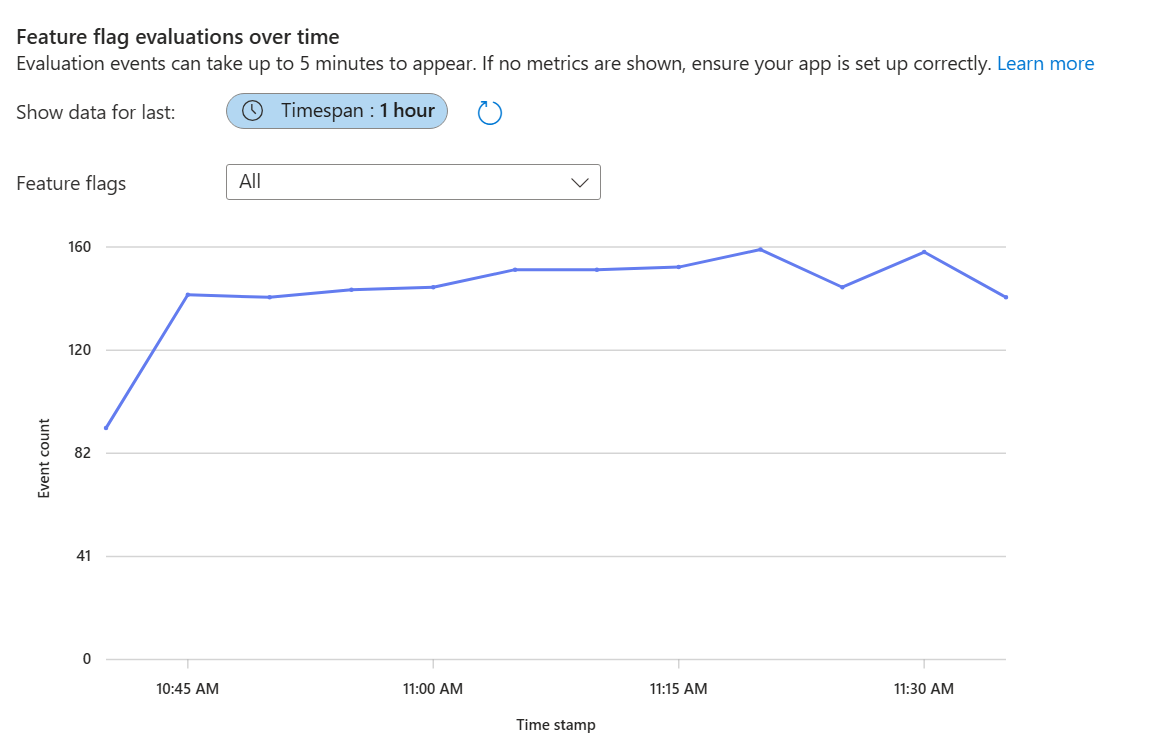 Feature flag evaluations over time
Evaluation events can take up to 5 minutes to appear. If no metrics are shown, ensure your app is set up correctly. Learn more
Show data for last:
Timespan : 1 hour
Feature flags
All
160
120
82
41
0
Event count
10:45 AM
11:00 AM
11:15 AM
11:30 AM
Time stamp